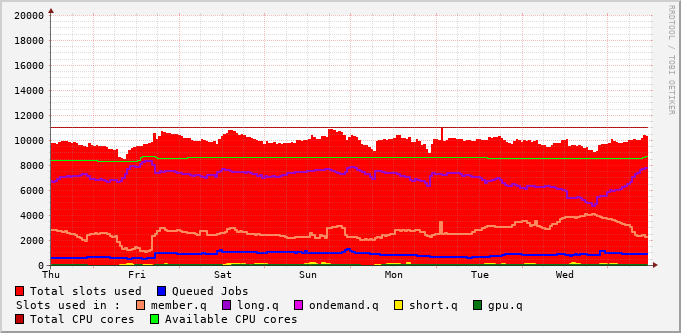 RRDTOOL / TOBI OETIKER
20000
18000
16000
14000
12000
10000
8000
6000
4000
2000
0
Thu Fri Sat Sun Mon Tue Wed
Total slots used Queued Jobs
Slots used in : member.q long.q ondemand.q short.q gpu.q
Total CPU cores Available CPU cores